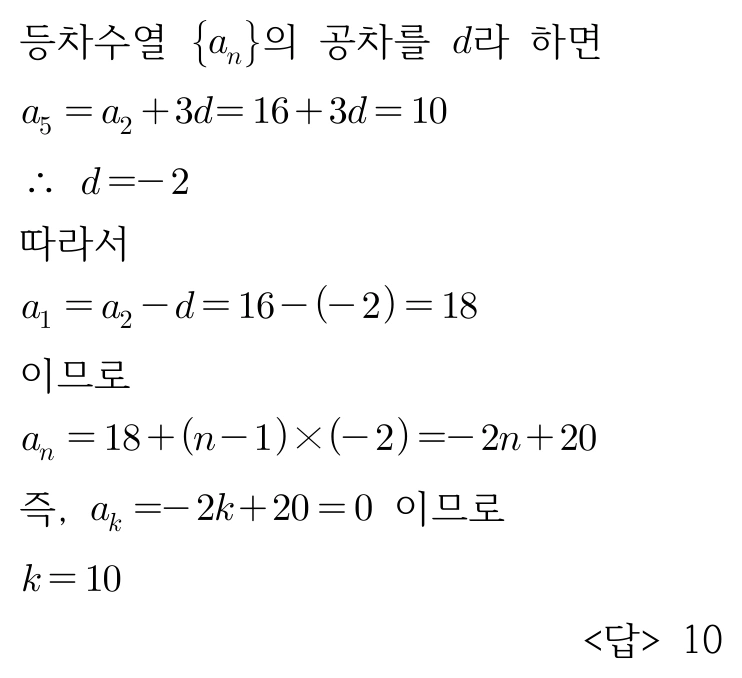 등차수열 {aₙ}의 공차를 d라 하면
a₅ = a₂ + 3d = 16 + 3d = 10
∴ d = −2
따라서
a₁ = a₂ − d = 16 − (−2) = 18
이므로
aₙ = 18 + (n − 1) × (−2) = −2n + 20
즉, aₖ = −2k + 20 = 0 이므로
k = 10
<답> 10